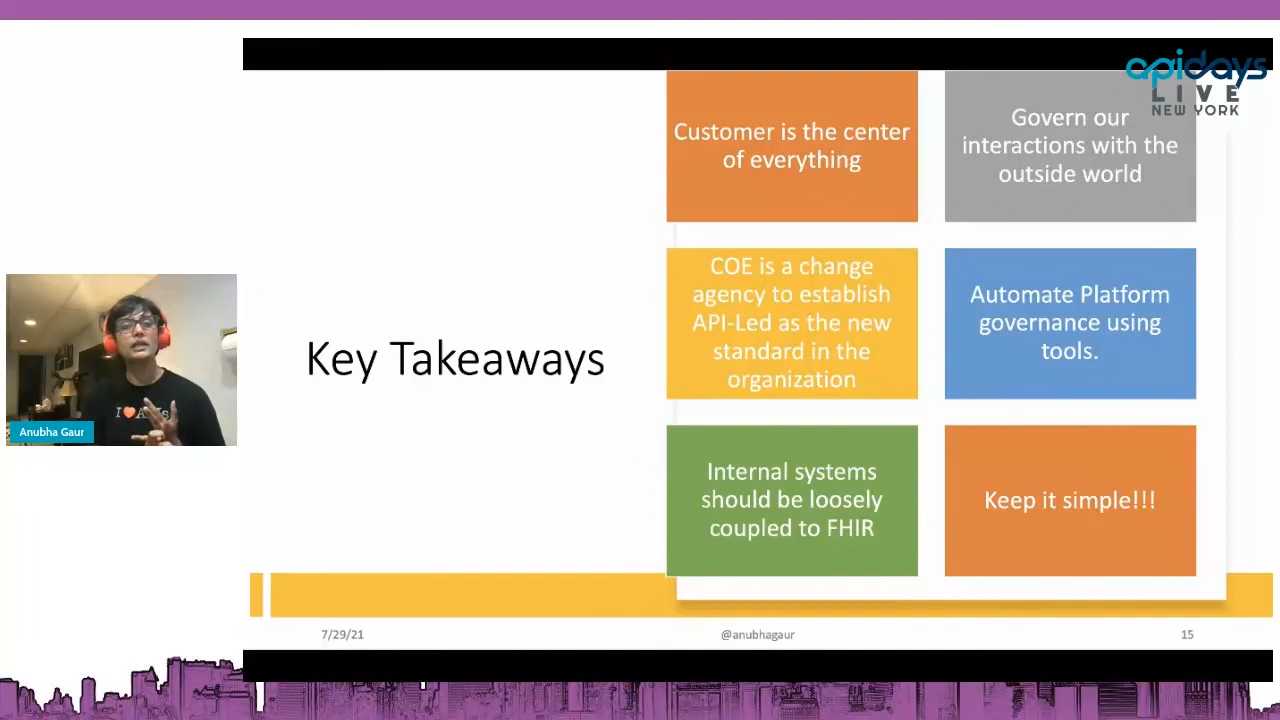 apidays
LIVE
NEW YORK
Customer is the center
of everything
Govern our
interactions with the
outside world
COE is a change
agency to establish
API-Led as the new
standard in the
organization
Automate Platform
governance using
tools.
Key Takeaways
Internal systems
should be loosely
coupled to FHIR
Keep it simple!!!
Anubha Gaur
7/29/21
@anubhagaur
15